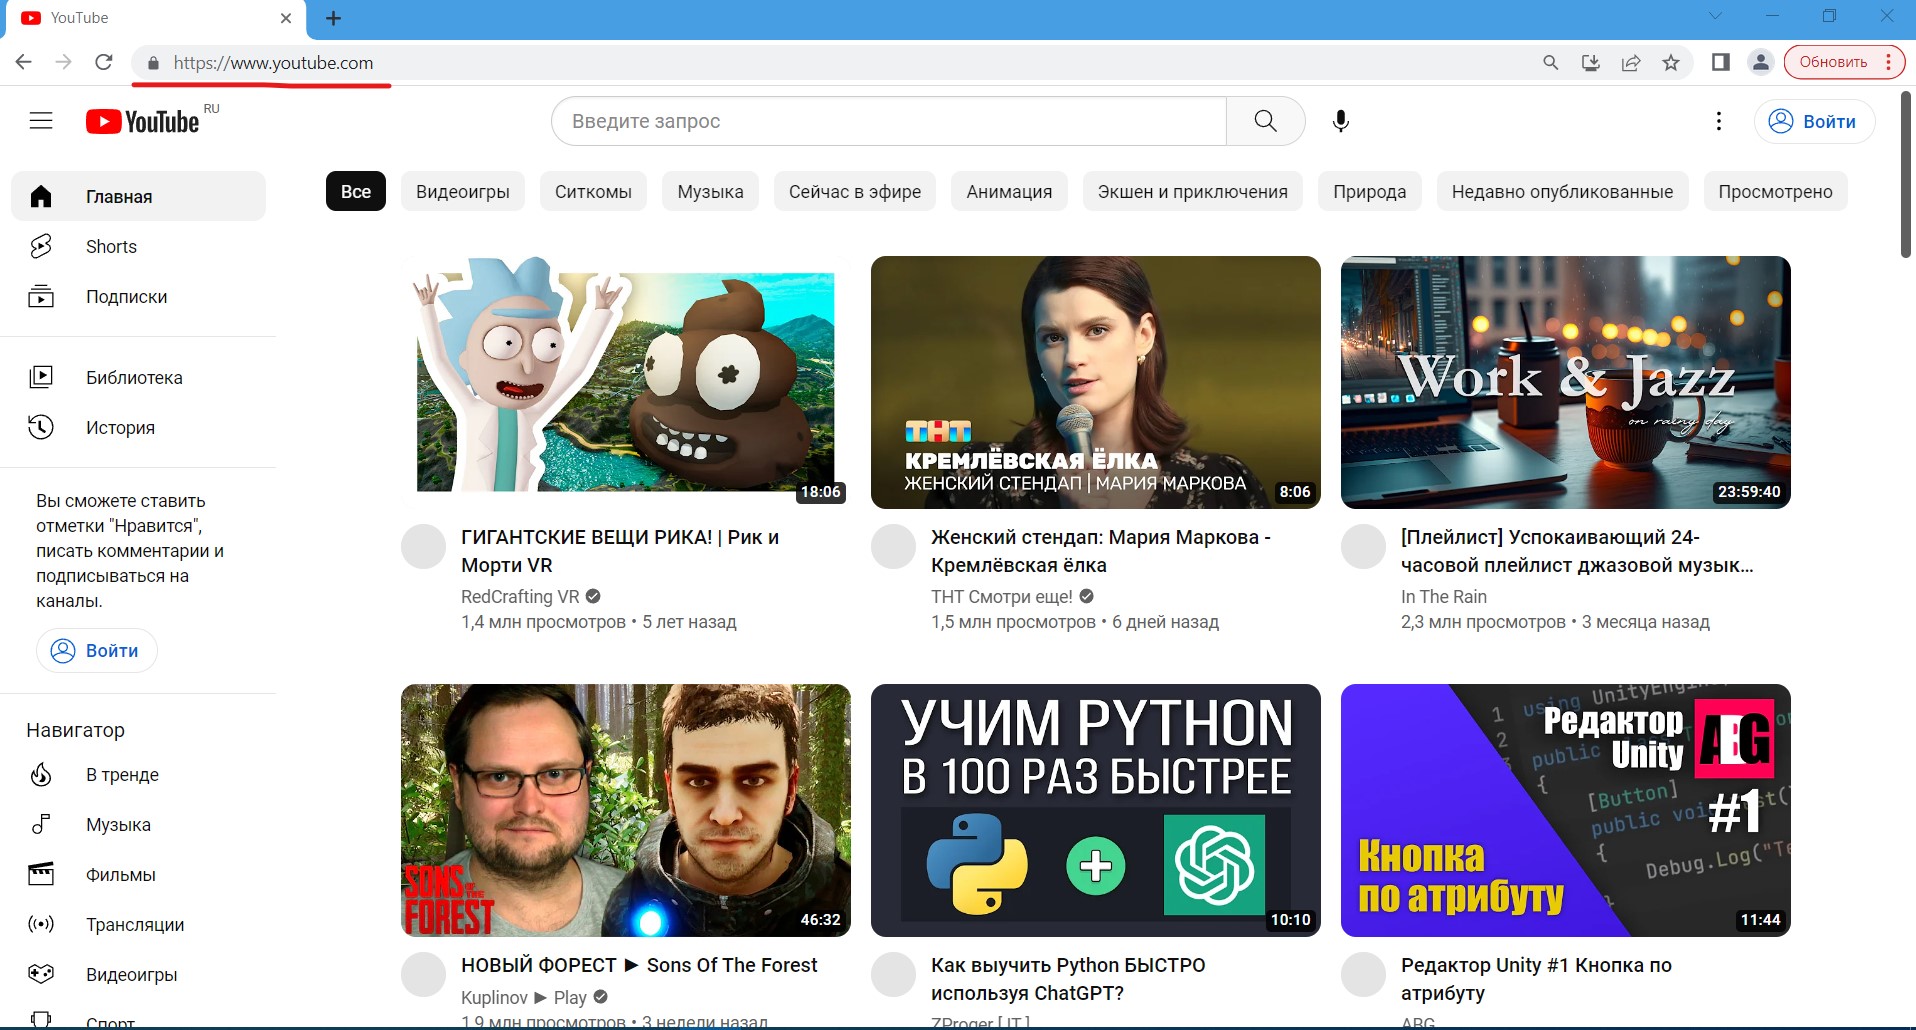 YouTube
https://www.youtube.com
Обновить
YouTube RU
Введите запрос
Войти
Главная
Shorts
Подписки
Библиотека
История
Вы сможете ставить
отметки "Нравится",
писать комментарии и
подписываться на
каналы.
Войти
Навигатор
В тренде
Музыка
Фильмы
Трансляции
Видеоигры
Спорт
Все
Видеоигры
Ситкомы
Музыка
Сейчас в эфире
Анимация
Экшен и приключения
Природа
Недавно опубликованные
Просмотрено
18:06
ГИГАНТСКИЕ ВЕЩИ РИКА! | Рик и
Морти VR
RedCrafting VR
1,4 млн просмотров • 5 лет назад
ТНТ
КРЕМЛЁВСКАЯ ЁЛКА
ЖЕНСКИЙ СТЕНДАП | МАРИЯ МАРКОВА
8:06
Женский стендап: Мария Маркова -
Кремлёвская ёлка
ТНТ Смотри еще!
1,5 млн просмотров • 6 дней назад
Work & Jazz
on rainy day
23:59:40
[Плейлист] Успокаивающий 24-
часовой плейлист джазовой музык...
In The Rain
2,3 млн просмотров • 3 месяца назад
SONS OF THE
FOREST
46:32
НОВЫЙ ФОРЕСТ ► Sons Of The Forest
Kuplinov ► Play
1,9 млн просмотров • 3 недели назад
УЧИМ PYTHON
В 100 РАЗ БЫСТРЕЕ
10:10
Как выучить Python БЫСТРО
используя ChatGPT?
ZProger [ IT ]
1 using UnityEngin
2 public
{
[Button]
public voi
{
Debug.Log("Te
Редактор
Unity
ABG
#1
Кнопка
по атрибуту
11:44
Редактор Unity #1 Кнопка по
атрибуту
ABG